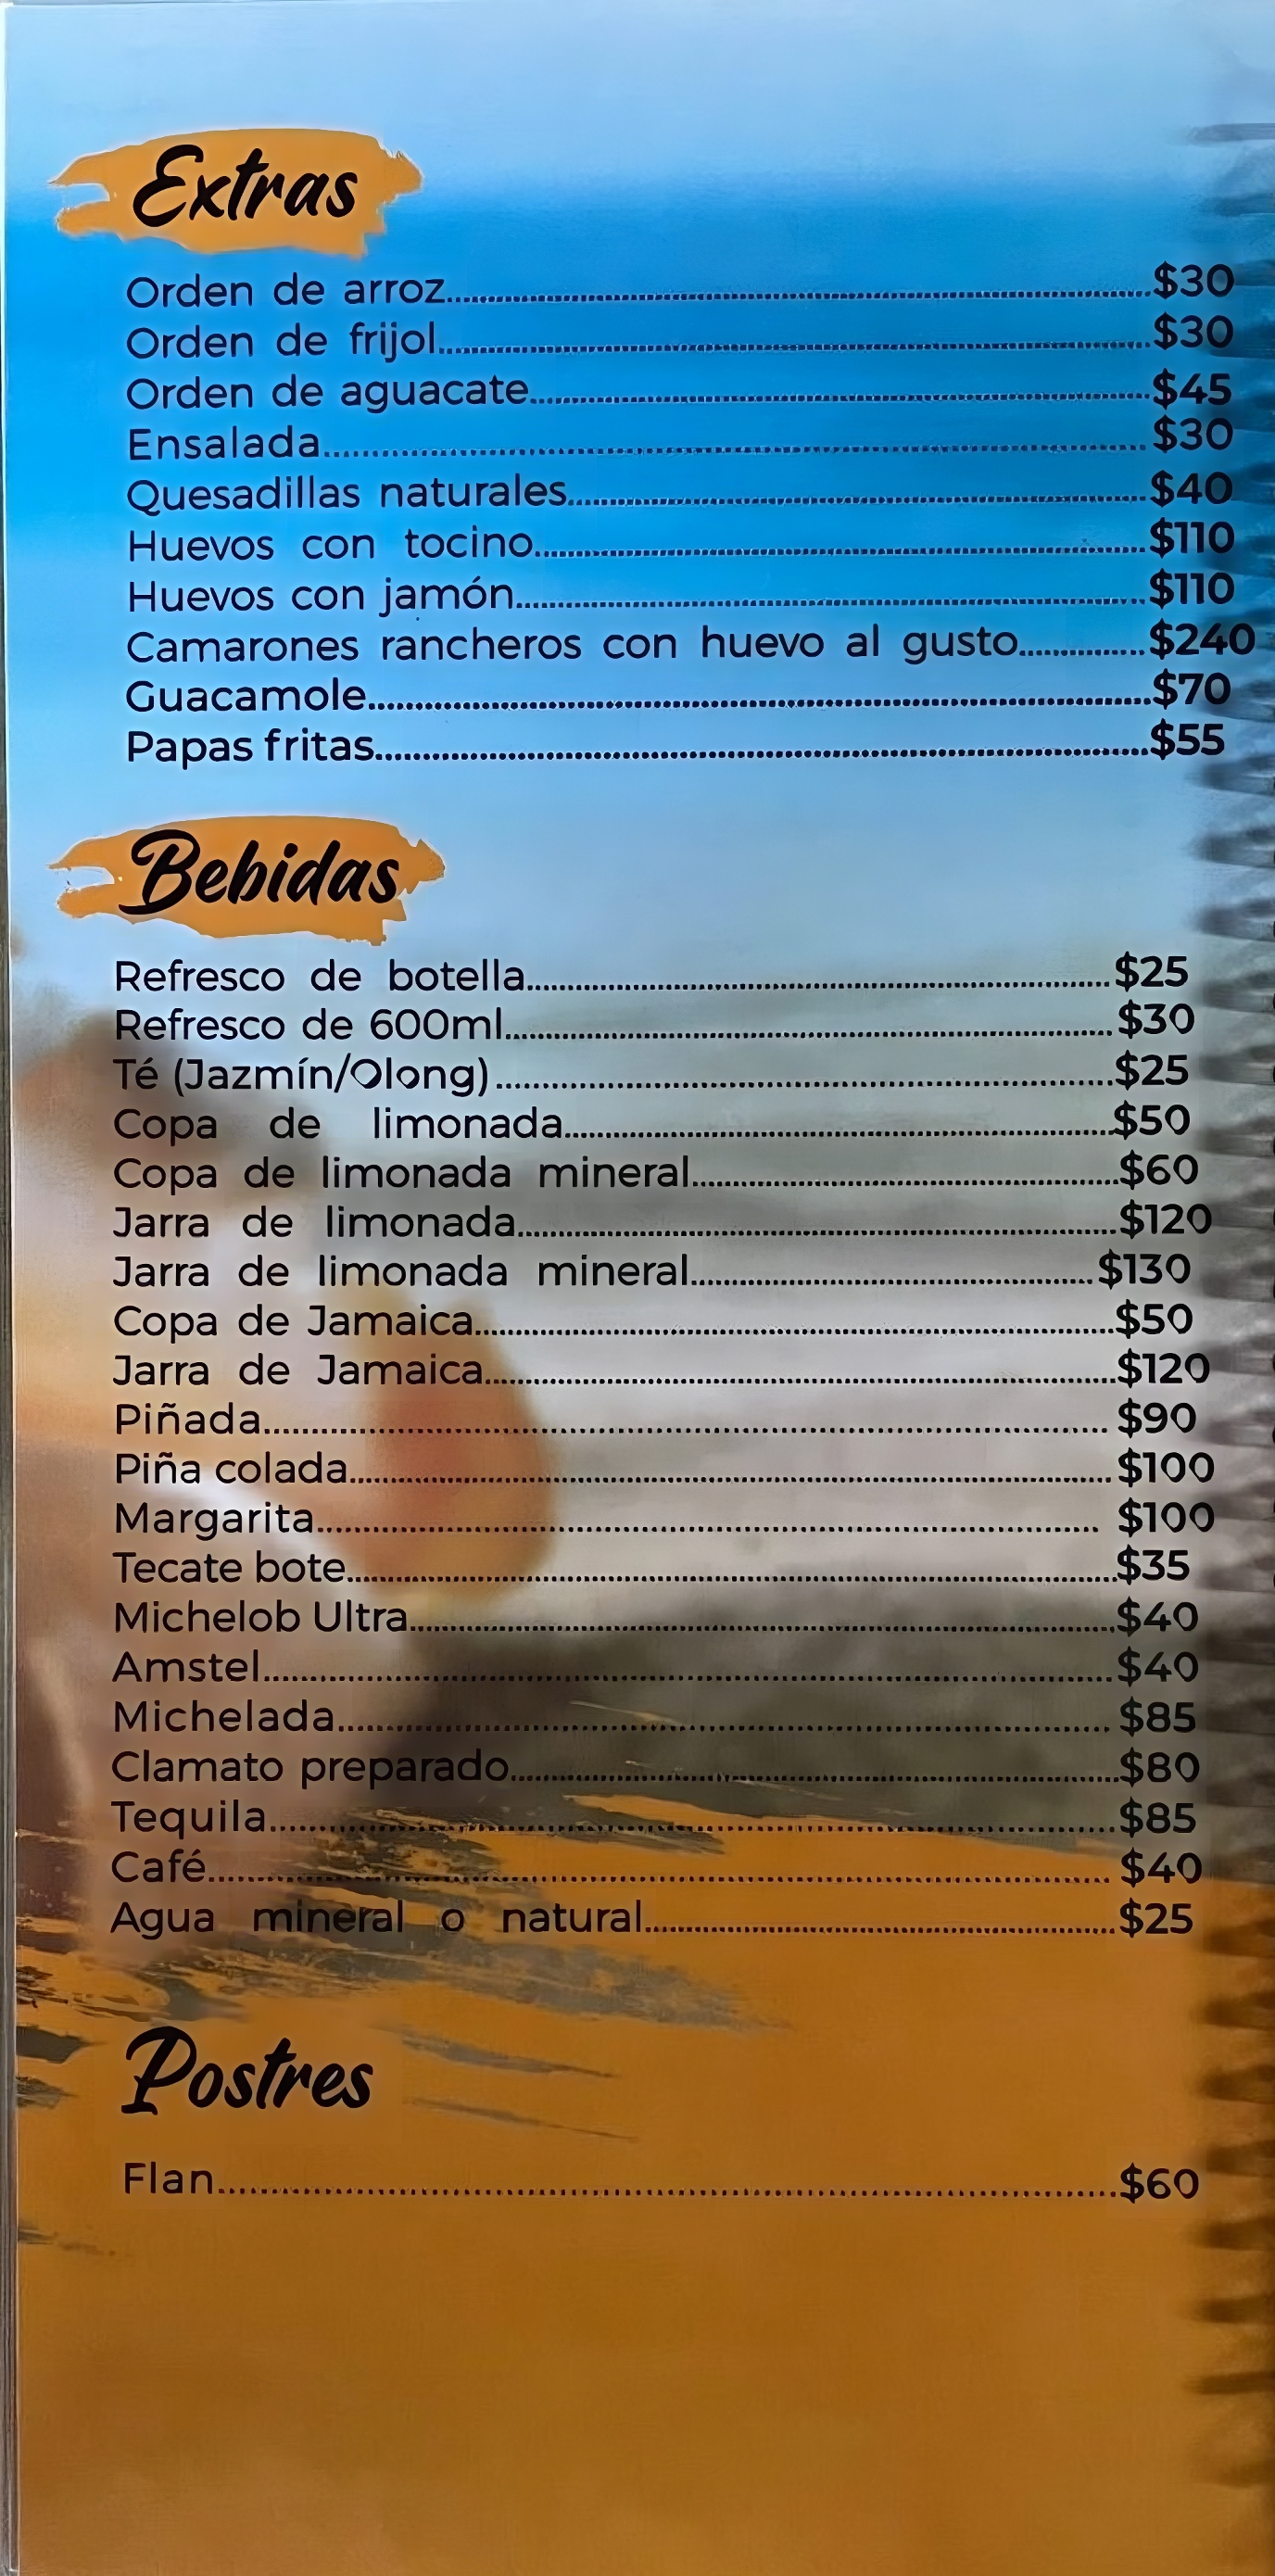 Extras
Orden de arroz....................$30
Orden de frijol....................$30
Orden de aguacate....................$45
Ensalada....................$30
Quesadillas naturales....................$40
Huevos con tocino....................$110
Huevos con jamón....................$110
Camarones rancheros con huevo al gusto....................$240
Guacamole....................$70
Papas fritas....................$55
Bebidas
Refresco de botella....................$25
Refresco de 600ml....................$30
Té (Jazmín/Olong)....................$25
Copa de limonada....................$50
Copa de limonada mineral....................$60
Jarra de limonada....................$120
Jarra de limonada mineral....................$130
Copa de Jamaica....................$50
Jarra de Jamaica....................$120
Piñada....................$90
Piña colada....................$100
Margarita....................$100
Tecate bote....................$35
Michelob Ultra....................$40
Amstel....................$40
Michelada....................$85
Clamato preparado....................$80
Tequila....................$85
Café....................$40
Agua mineral o natural....................$25
Postres
Flan....................$60